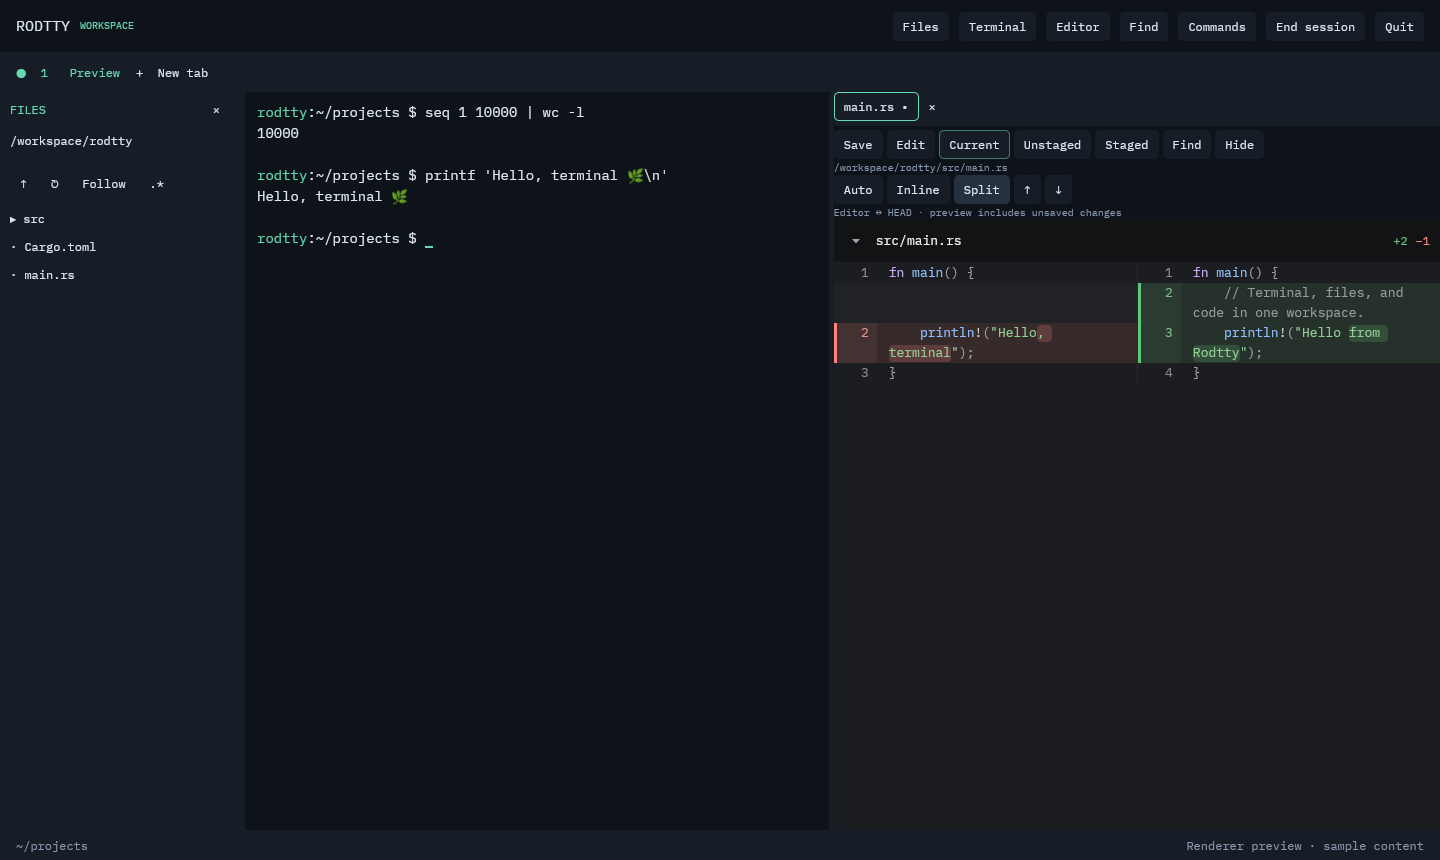 RODTTY WORKSPACE Files Terminal Editor Find Commands End session Quit
● 1 Preview + New tab
FILES ×
/workspace/rodtty
↑ ↻ Follow .*
▸ src
· Cargo.toml
· main.rs
rodtty:~/projects $ seq 1 10000 | wc -l
10000
rodtty:~/projects $ printf 'Hello, terminal 🌿\n'
Hello, terminal 🌿
rodtty:~/projects $ _
main.rs • ×
Save Edit Current Unstaged Staged Find Hide
/workspace/rodtty/src/main.rs
Auto Inline Split ↑ ↓
Editor ↔ HEAD · preview includes unsaved changes
src/main.rs +2 −1
1 fn main() {
2 println!("Hello,
terminal");
3 }
1 fn main() {
2 // Terminal, files, and
code in one workspace.
3 println!("Hello from
Rodtty");
4 }
~/projects Renderer preview · sample content